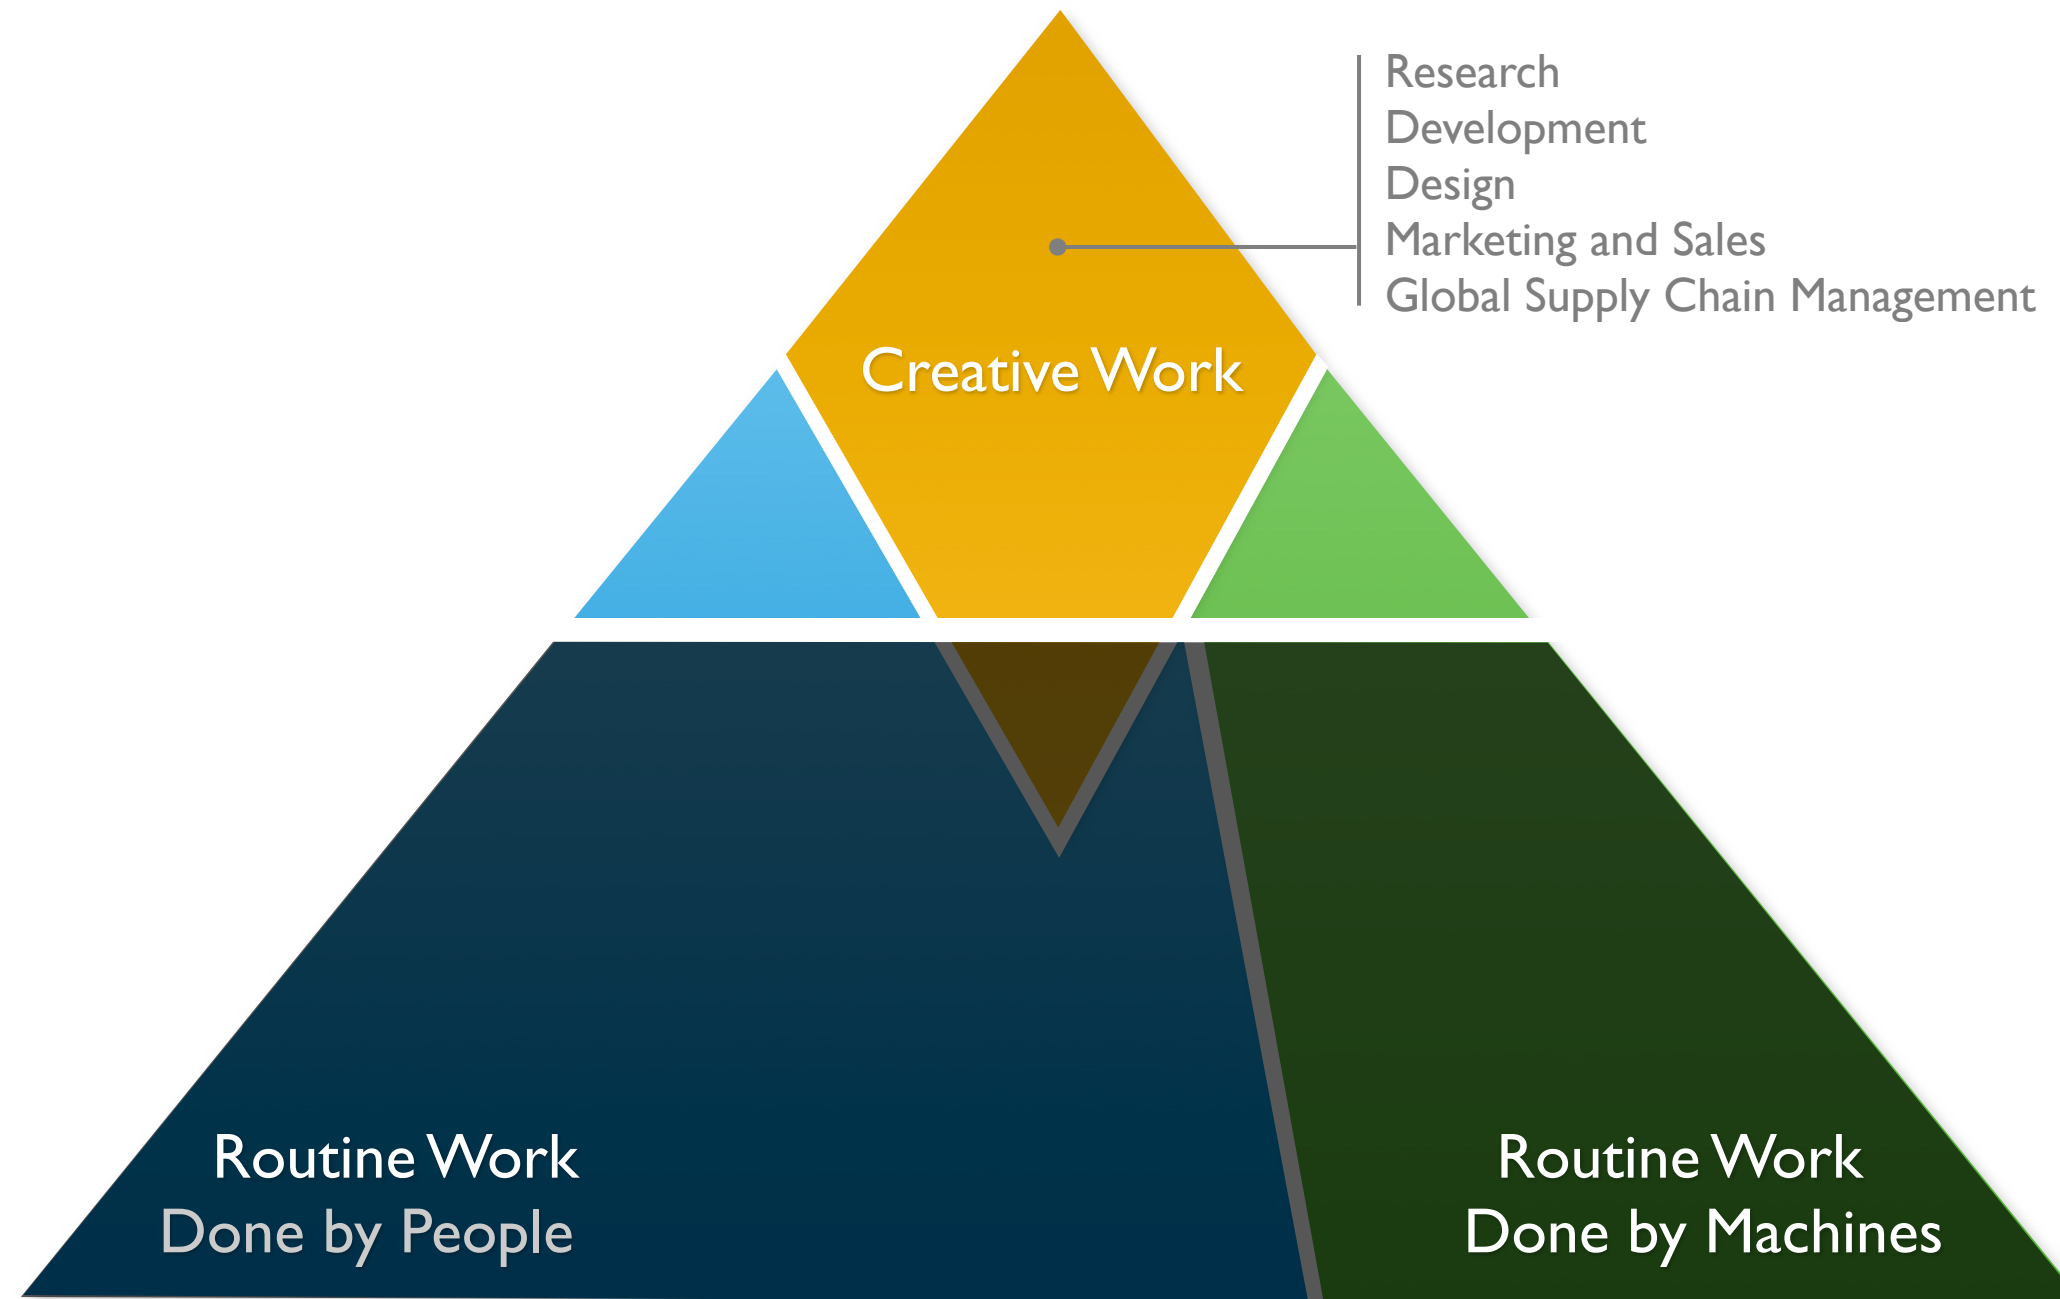 Research
Development
Design
Marketing and Sales
Global Supply Chain Management
Creative Work
Routine Work
Done by People
Routine Work
Done by Machines